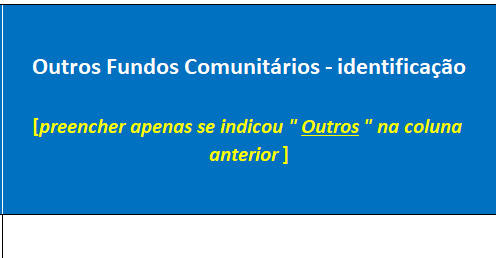 Outros Fundos Comunitários - identificação
[preencher apenas se indicou " Outros " na coluna
anterior ]